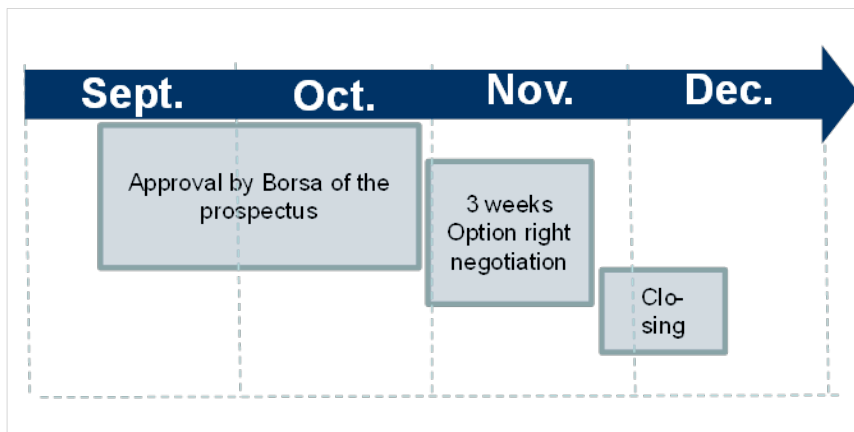 Sept. Oct. Nov. Dec.
Approval by Borsa of the
prospectus
3 weeks
Option right
negotiation
Clo-
sing